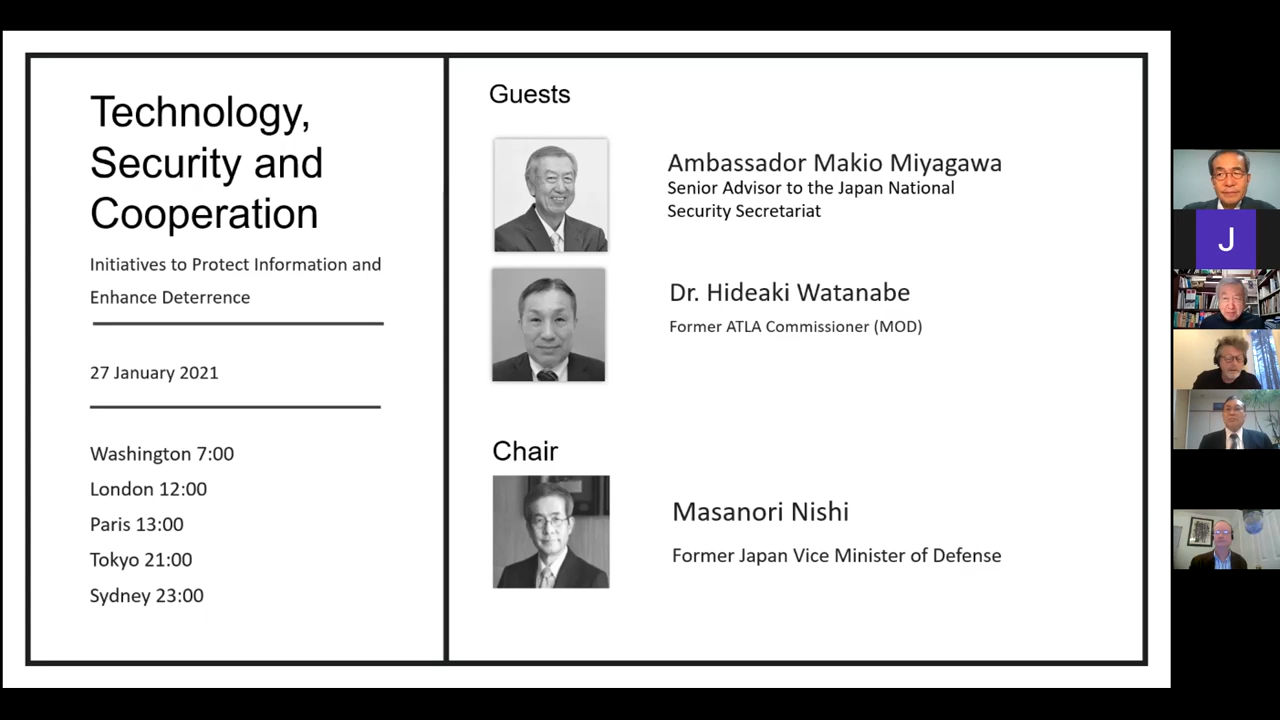 Technology,
Security and
Cooperation
Initiatives to Protect Information and
Enhance Deterrence
27 January 2021
Washington 7:00
London 12:00
Paris 13:00
Tokyo 21:00
Sydney 23:00
Guests
Ambassador Makio Miyagawa
Senior Advisor to the Japan National
Security Secretariat
Dr. Hideaki Watanabe
Former ATLA Commissioner (MOD)
Chair
Masanori Nishi
Former Japan Vice Minister of Defense
J